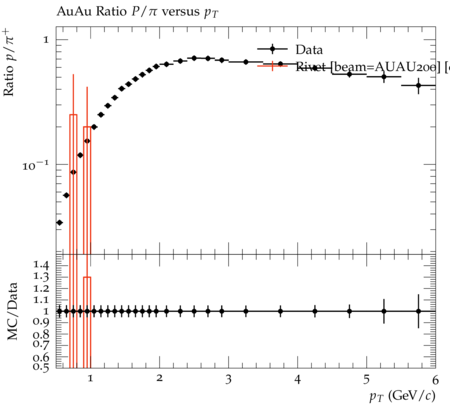 AuAu Ratio P/π versus p_T
Ratio p/π⁺
1
10⁻¹
Data
Rivet [beam=AUAU200] [
MC/Data
1.4
1.3
1.2
1.1
1
0.9
0.8
0.7
0.6
0.5
1 2 3 4 5 6
p_T (GeV/c)